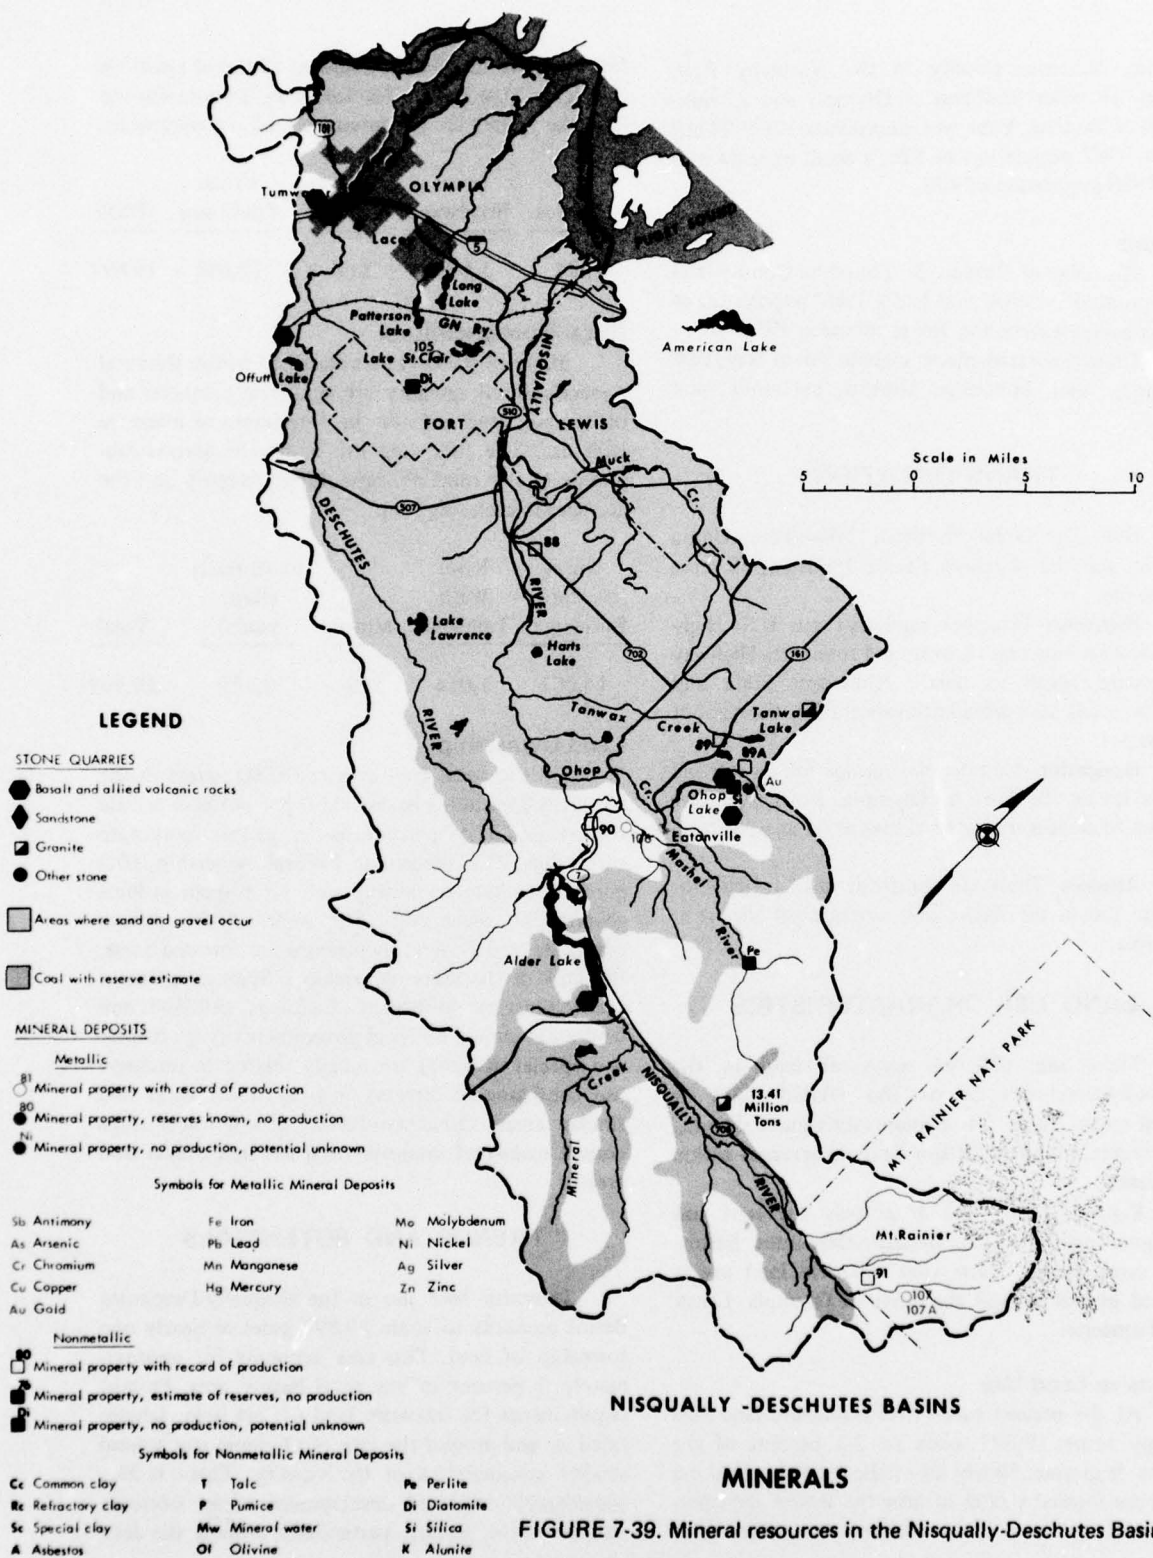 101
Tumwater
OLYMPIA
Lacey
5
PUGET SOUND
Long
Lake
Patterson
Lake
GN Ry.
105
Lake St.Clair
Di
Offutt Lake
NISQUALLY
American Lake
510
FORT
LEWIS
Muck
Cr.
Scale in Miles
5 0 5 10
507
DESCHUTES
88
RIVER
Lake
Lawrence
Harts
Lake
702
161
RIVER
Tanwax
Creek
Tanwax
Lake
89
89A
Au
Ohop
Cr.
Ohop
Lake
Si
Eatonville
90
106
Mashel
River
7
Pe
Alder Lake
Creek
Mineral
NISQUALLY
RIVER
13.41
Million
Tons
706
MT. RAINIER NAT. PARK
Mt.Rainier
91
107
107A
LEGEND
STONE QUARRIES
Basalt and allied volcanic rocks
Sandstone
Granite
Other stone
Areas where sand and gravel occur
Coal with reserve estimate
MINERAL DEPOSITS
Metallic
81
Mineral property with record of production
80
Mineral property, reserves known, no production
Ni
Mineral property, no production, potential unknown
Symbols for Metallic Mineral Deposits
Sb Antimony Fe Iron Mo Molybdenum
As Arsenic Pb Lead Ni Nickel
Cr Chromium Mn Manganese Ag Silver
Cu Copper Hg Mercury Zn Zinc
Au Gold
Nonmetallic
80
Mineral property with record of production
76
Mineral property, estimate of reserves, no production
Di
Mineral property, no production, potential unknown
Symbols for Nonmetallic Mineral Deposits
Cc Common clay T Talc Pe Perlite
Rc Refractory clay P Pumice Di Diatomite
Sc Special clay Mw Mineral water Si Silica
A Asbestos Ol Olivine K Alunite
NISQUALLY -DESCHUTES BASINS
MINERALS
FIGURE 7-39. Mineral resources in the Nisqually-Deschutes Basin